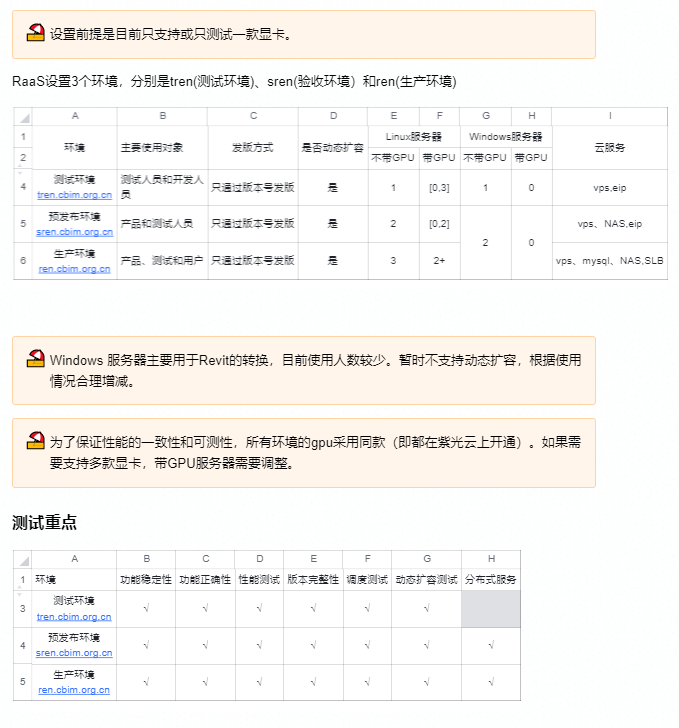 设置前提是目前只支持或只测试一款显卡。
RaaS设置3个环境，分别是tren(测试环境)、sren(验收环境）和ren(生产环境)
A B C D E F G H I
1 环境 主要使用对象 发版方式 是否动态扩容 Linux服务器 Windows服务器 云服务
2 不带GPU 带GPU 不带GPU 带GPU
4 测试环境 测试人员和开发人员 只通过版本号发版 是 1 [0,3] 1 0 vps,eip
tren.cbim.org.cn
5 预发布环境 产品和测试人员 只通过版本号发版 是 2 [0,2] 2 0 vps、NAS,eip
sren.cbim.org.cn
6 生产环境 产品、测试和用户 只通过版本号发版 是 3 2+ vps、mysql、NAS,SLB
ren.cbim.org.cn
Windows 服务器主要用于Revit的转换，目前使用人数较少。暂时不支持动态扩容，根据使用
情况合理增减。
为了保证性能的一致性和可测性，所有环境的gpu采用同款（即都在紫光云上开通）。如果需
要支持多款显卡，带GPU服务器需要调整。
测试重点
A B C D E F G H
1 环境 功能稳定性 功能正确性 性能测试 版本完整性 调度测试 动态扩容测试 分布式服务
3 测试环境 √ √ √ √ √ √
tren.cbim.org.cn
4 预发布环境 √ √ √ √ √ √ √
sren.cbim.org.cn
5 生产环境 √ √ √ √ √ √ √
ren.cbim.org.cn